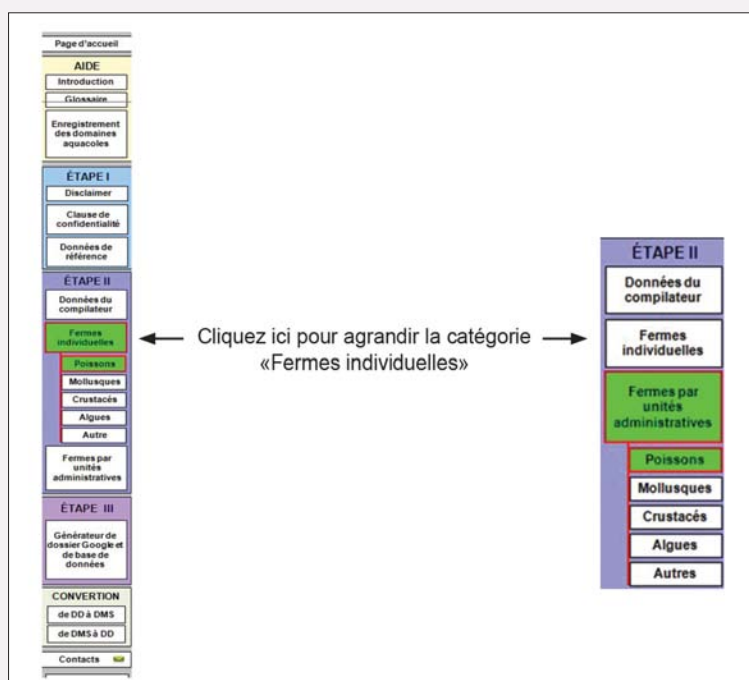 Page d'accueil
AIDE
Introduction
Glossaire
Enregistrement
des domaines
aquacoles
ÉTAPE I
Disclaimer
Clause de
confidentialité
Données de
référence
ÉTAPE II
Données du
compilateur
Fermes
individuelles
Poissons
Mollusques
Crustacés
Algues
Autre
Fermes par
unités
administratives
ÉTAPE III
Générateur de
dossier Google et
de base de
données
CONVERTION
de DD à DMS
de DMS à DD
Contacts
Cliquez ici pour agrandir la catégorie
«Fermes individuelles»
ÉTAPE II
Données du
compilateur
Fermes
individuelles
Fermes par
unités
administratives
Poissons
Mollusques
Crustacés
Algues
Autres